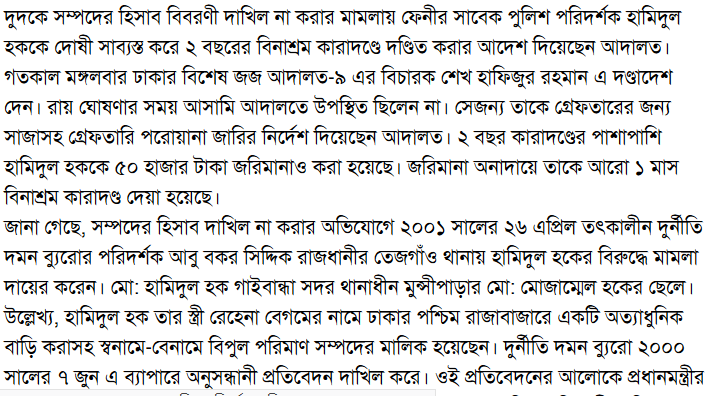 দুদকে সম্পদের হিসাব বিবরণী দাখিল না করার মামলায় ফেনীর সাবেক পুলিশ পরিদর্শক হামিদুল
হককে দোষী সাব্যস্ত করে ২ বছরের বিনাশ্রম কারাদণ্ডে দণ্ডিত করার আদেশ দিয়েছেন আদালত।
গতকাল মঙ্গলবার ঢাকার বিশেষ জজ আদালত-৯ এর বিচারক শেখ হাফিজুর রহমান এ দণ্ডাদেশ
দেন। রায় ঘোষণার সময় আসামি আদালতে উপস্থিত ছিলেন না। সেজন্য তাকে গ্রেফতারের জন্য
সাজাসহ গ্রেফতারি পরোয়ানা জারির নির্দেশ দিয়েছেন আদালত। ২ বছর কারাদণ্ডের পাশাপাশি
হামিদুল হককে ৫০ হাজার টাকা জরিমানাও করা হয়েছে। জরিমানা অনাদায়ে তাকে আরো ১ মাস
বিনাশ্রম কারাদণ্ড দেয়া হয়েছে।
জানা গেছে, সম্পদের হিসাব দাখিল না করার অভিযোগে ২০০১ সালের ২৬ এপ্রিল তৎকালীন দুর্নীতি
দমন ব্যুরোর পরিদর্শক আবু বকর সিদ্দিক রাজধানীর তেজগাঁও থানায় হামিদুল হকের বিরুদ্ধে মামলা
দায়ের করেন। মো: হামিদুল হক গাইবান্ধা সদর থানাধীন মুন্সীপাড়ার মো: মোজাম্মেল হকের ছেলে।
উল্লেখ্য, হামিদুল হক তার স্ত্রী রেহেনা বেগমের নামে ঢাকার পশ্চিম রাজাবাজারে একটি অত্যাধুনিক
বাড়ি করাসহ স্বনামে-বেনামে বিপুল পরিমাণ সম্পদের মালিক হয়েছেন। দুর্নীতি দমন ব্যুরো ২০০০
সালের ৭ জুন এ ব্যাপারে অনুসন্ধানী প্রতিবেদন দাখিল করে। ওই প্রতিবেদনের আলোকে প্রধানমন্ত্রীর